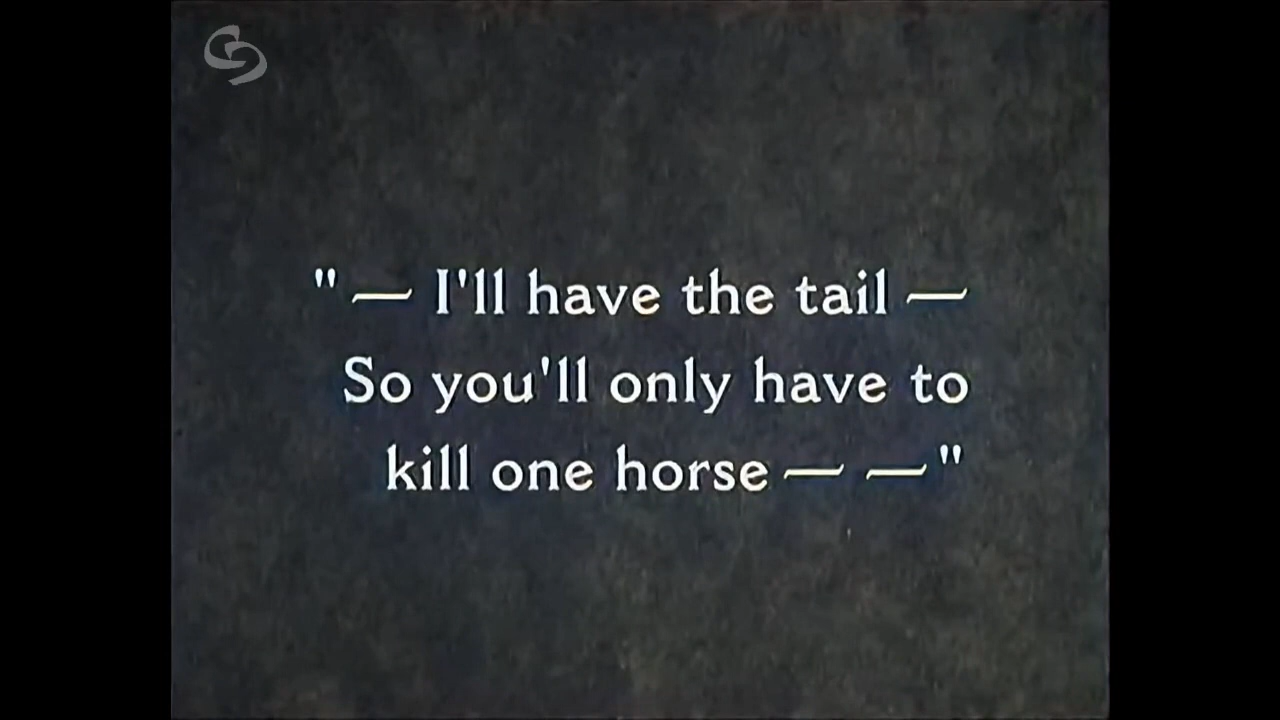 "— I'll have the tail —
So you'll only have to
kill one horse — —"